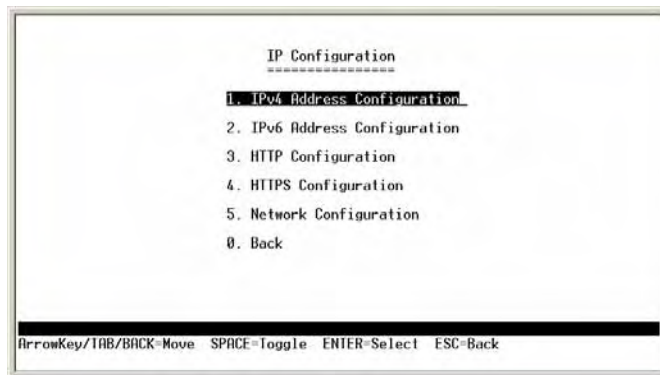 IP Configuration
================
1. IPv4 Address Configuration_
2. IPv6 Address Configuration
3. HTTP Configuration
4. HTTPS Configuration
5. Network Configuration
0. Back
ArrowKey/TAB/BACK=Move  SPACE=Toggle  ENTER=Select  ESC=Back